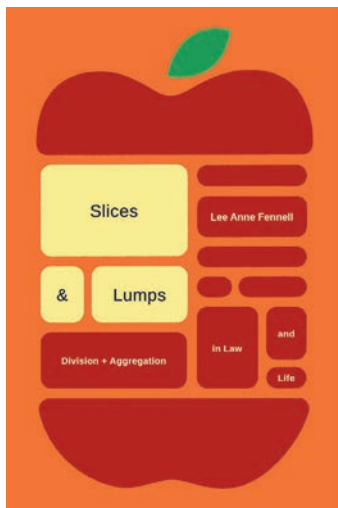 Slices
& Lumps
Division + Aggregation
in Law
and
Life
Lee Anne Fennell